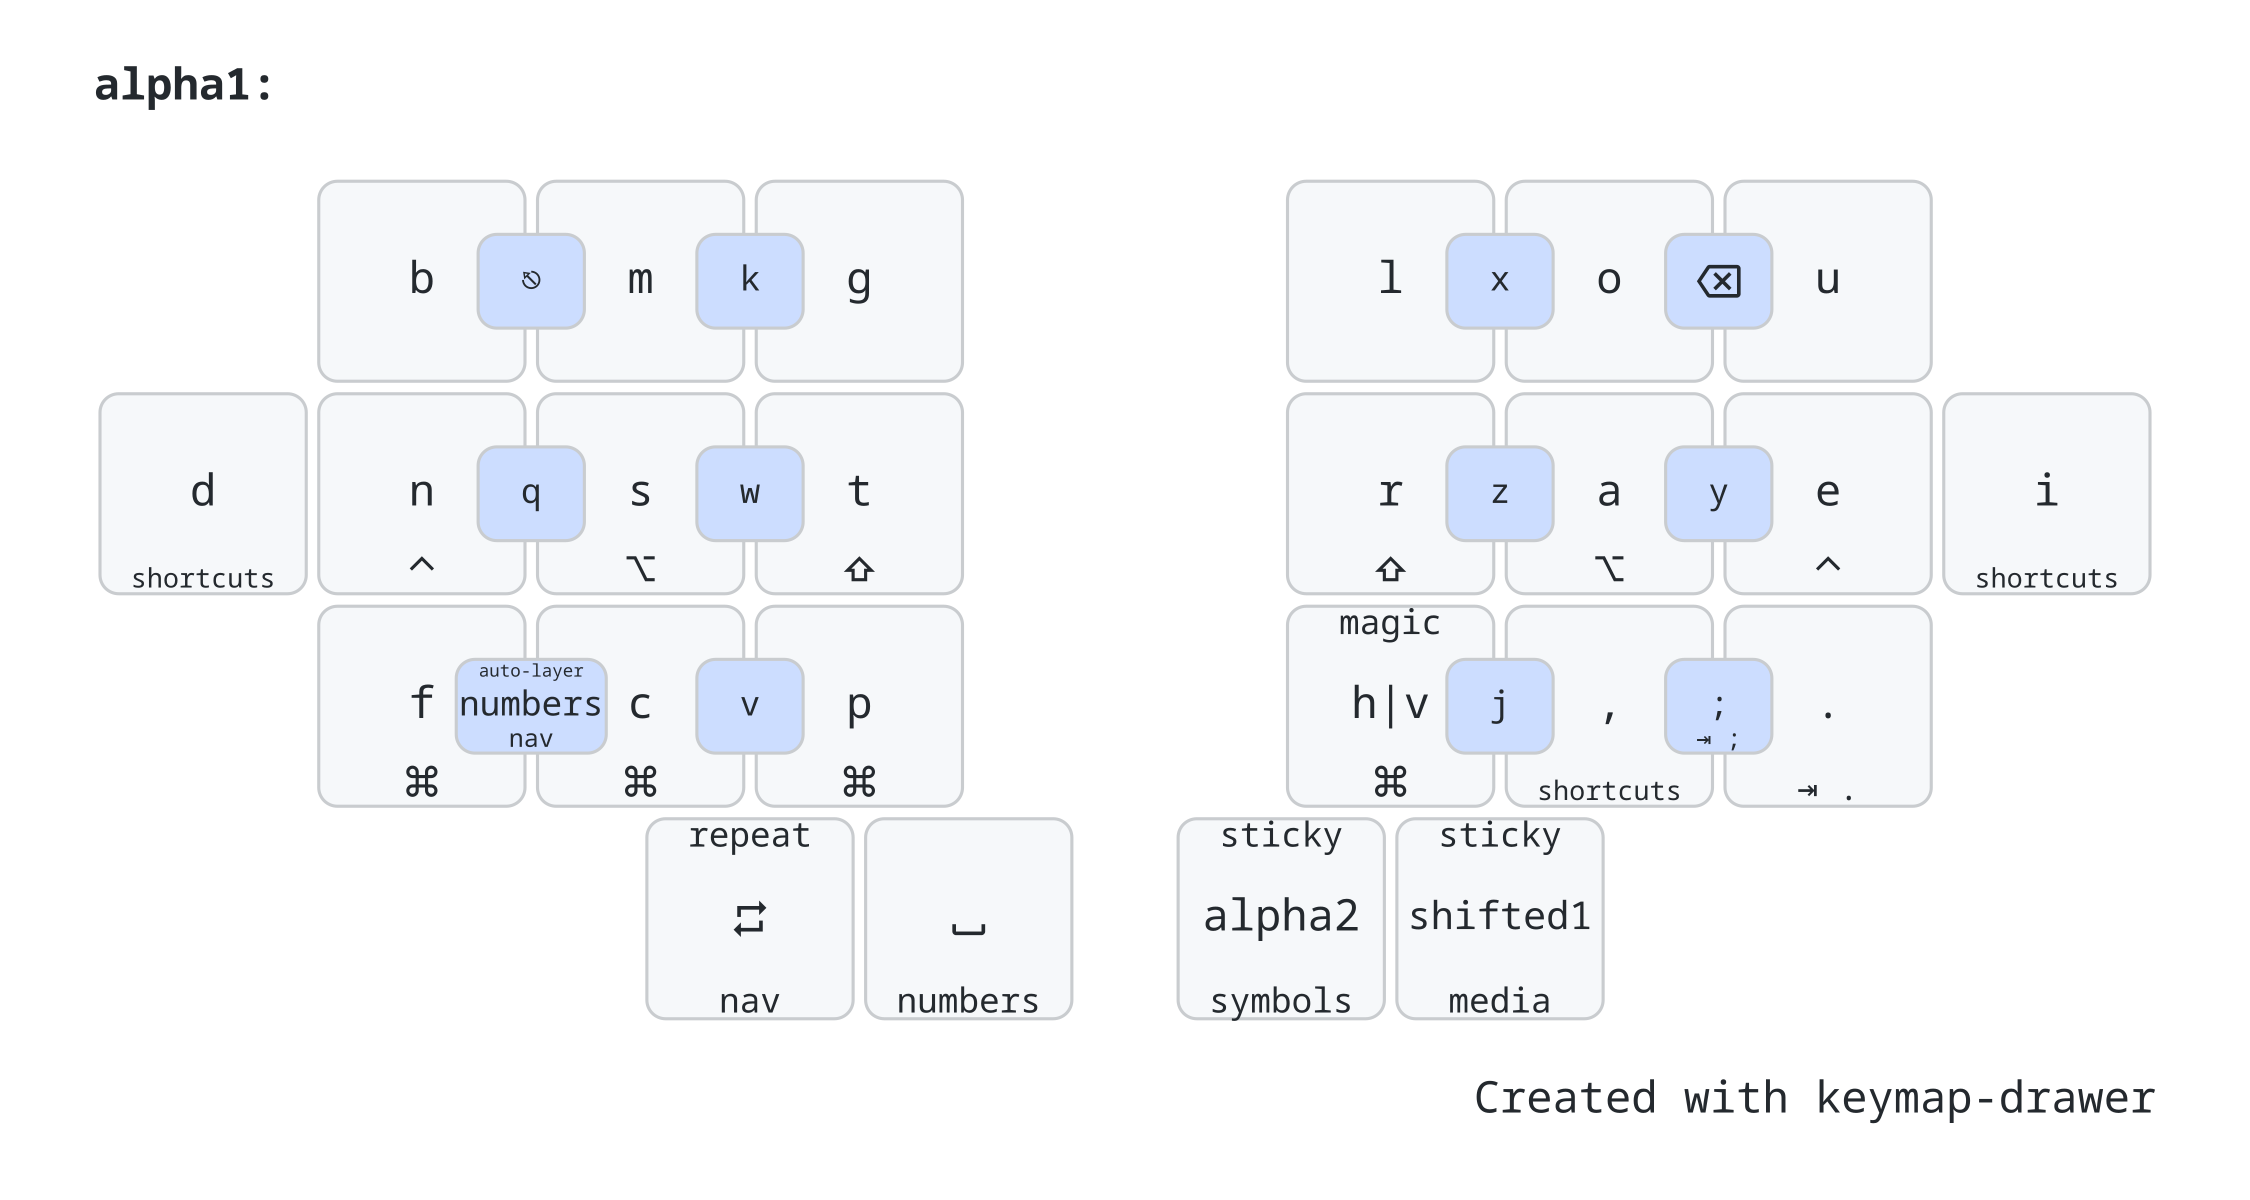 alpha1:
b ⎋ m k g l x o ⌫ u
d n q s w t r z a y e i
shortcuts ^ ⌥ ⇧ ⇧ ⌥ ^ shortcuts
magic
auto-layer
f numbers c v p h|v j , ; .
nav ⇥ ;
⌘ ⌘ ⌘ ⌘ shortcuts ⇥ .
repeat sticky sticky
alpha2 shifted1
nav numbers symbols media
Created with keymap-drawer